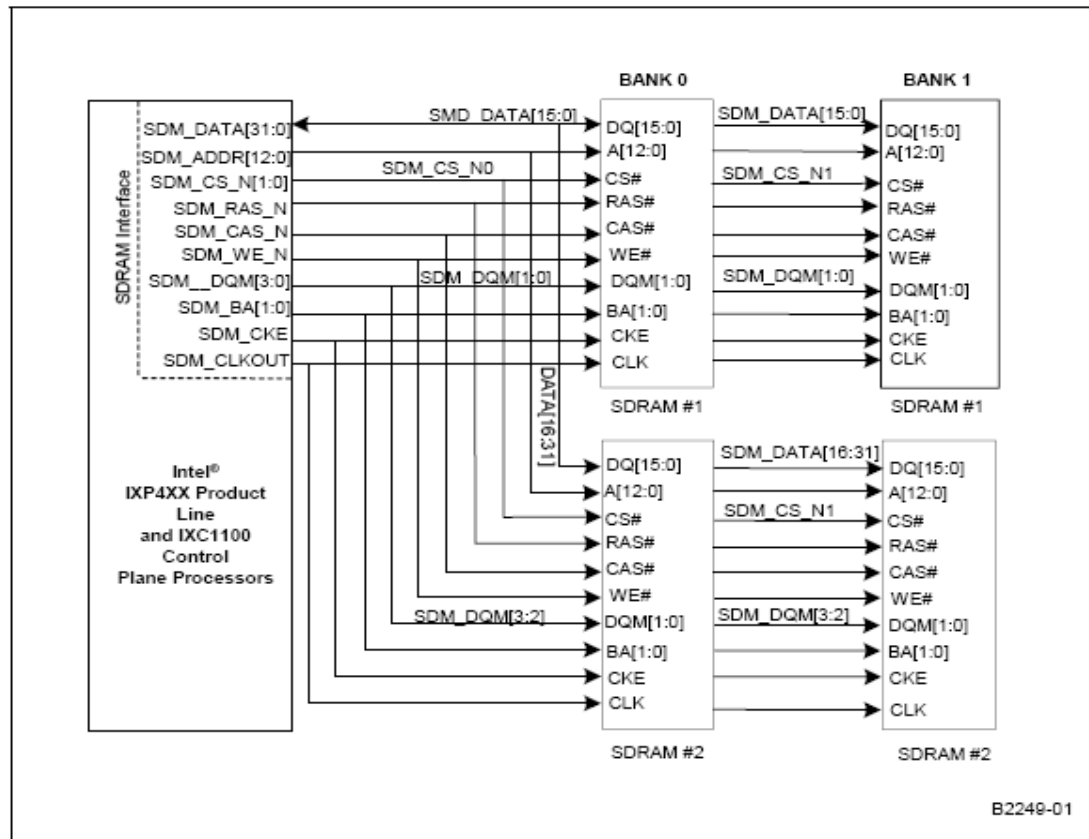 BANK 0
BANK 1
SDRAM Interface
SDM_DATA[31:0]
SDM_ADDR[12:0]
SDM_CS_N[1:0]
SDM_RAS_N
SDM_CAS_N
SDM_WE_N
SDM__DQM[3:0]
SDM_BA[1:0]
SDM_CKE
SDM_CLKOUT
Intel®
IXP4XX Product
Line
and IXC1100
Control
Plane Processors
SMD_DATA[15:0]
SDM_CS_N0
SDM_DQM[1:0]
DATA[16:31]
SDM_DQM[3:2]
DQ[15:0]
A[12:0]
CS#
RAS#
CAS#
WE#
DQM[1:0]
BA[1:0]
CKE
CLK
SDRAM #1
SDM_DATA[15:0]
SDM_CS_N1
SDM_DQM[1:0]
DQ[15:0]
A[12:0]
CS#
RAS#
CAS#
WE#
DQM[1:0]
BA[1:0]
CKE
CLK
SDRAM #1
DQ[15:0]
A[12:0]
CS#
RAS#
CAS#
WE#
DQM[1:0]
BA[1:0]
CKE
CLK
SDRAM #2
SDM_DATA[16:31]
SDM_CS_N1
SDM_DQM[3:2]
DQ[15:0]
A[12:0]
CS#
RAS#
CAS#
WE#
DQM[1:0]
BA[1:0]
CKE
CLK
SDRAM #2
B2249-01